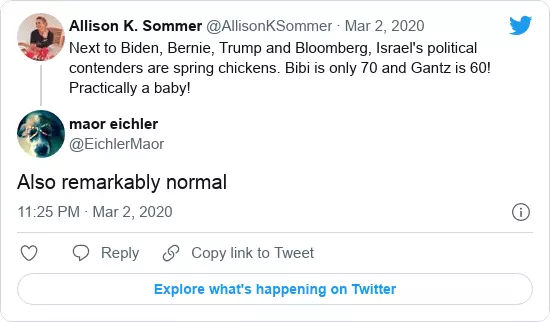 Allison K. Sommer @AllisonKSommer · Mar 2, 2020
Next to Biden, Bernie, Trump and Bloomberg, Israel's political
contenders are spring chickens. Bibi is only 70 and Gantz is 60!
Practically a baby!
maor eichler
@EichlerMaor
Also remarkably normal
11:25 PM · Mar 2, 2020
Reply
Copy link to Tweet
Explore what's happening on Twitter